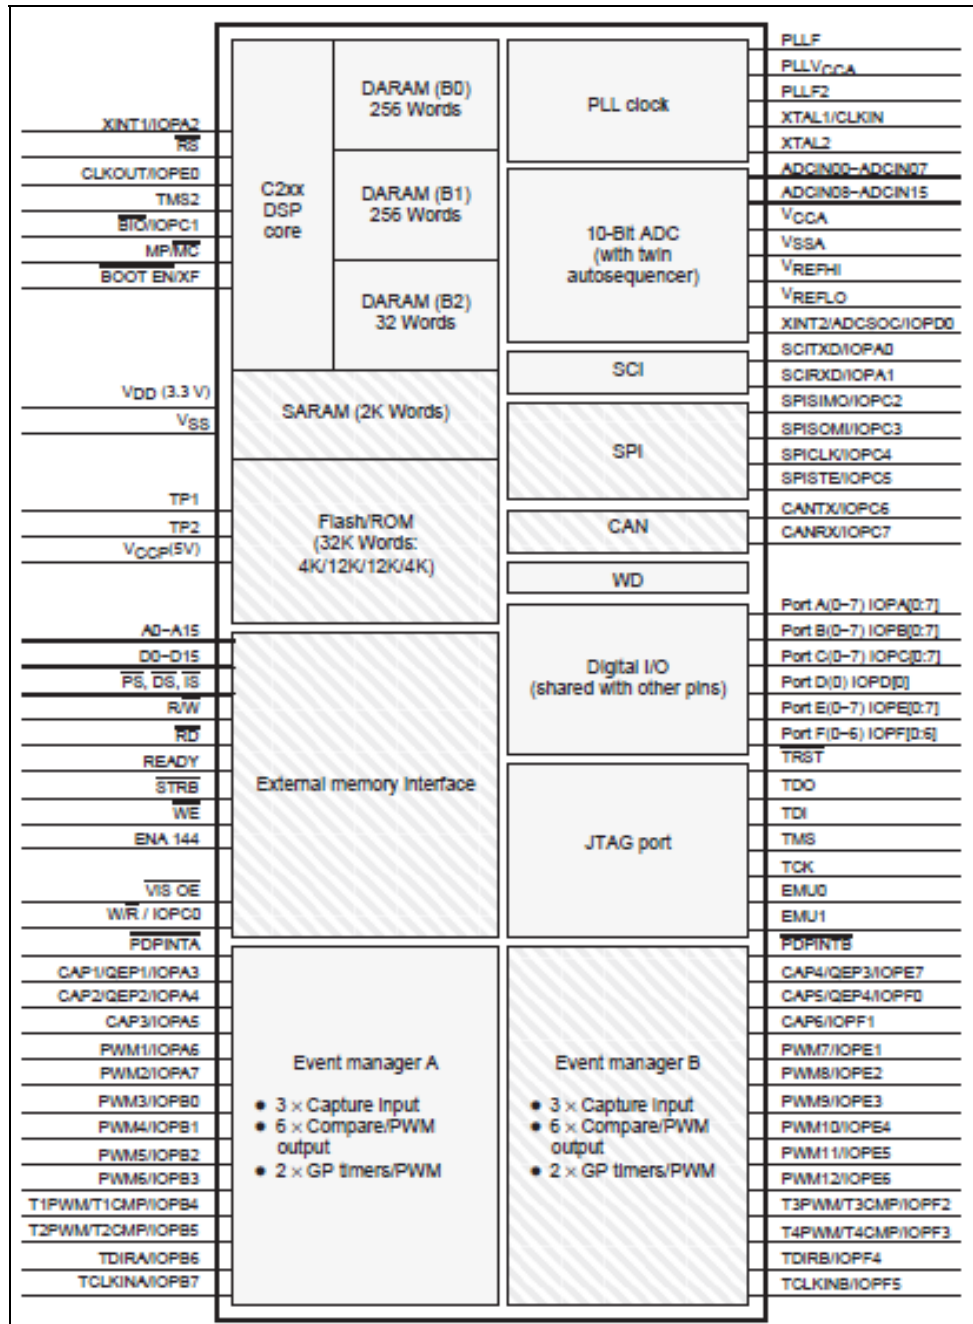 XINT1/IOPA2
RS
CLKOUT/IOPE0
TMS2
BIO/IOPC1
MP/MC
BOOT EN/XF
VDD (3.3 V)
VSS
TP1
TP2
VCCP(5V)
A0–A15
D0–D15
PS, DS, IS
R/W
RD
READY
STRB
WE
ENA 144
VIS OE
W/R / IOPC0
PDPINTA
CAP1/QEP1/IOPA3
CAP2/QEP2/IOPA4
CAP3/IOPA5
PWM1/IOPA6
PWM2/IOPA7
PWM3/IOPB0
PWM4/IOPB1
PWM5/IOPB2
PWM6/IOPB3
T1PWM/T1CMP/IOPB4
T2PWM/T2CMP/IOPB5
TDIRA/IOPB6
TCLKINA/IOPB7
C2xx
DSP
core
DARAM (B0)
256 Words
DARAM (B1)
256 Words
DARAM (B2)
32 Words
SARAM (2K Words)
Flash/ROM
(32K Words:
4K/12K/12K/4K)
External memory interface
Event manager A
● 3 × Capture input
● 6 × Compare/PWM
output
● 2 × GP timers/PWM
PLL clock
10-Bit ADC
(with twin
autosequencer)
SCI
SPI
CAN
WD
Digital I/O
(shared with other pins)
JTAG port
Event manager B
● 3 × Capture input
● 6 × Compare/PWM
output
● 2 × GP timers/PWM
PLLF
PLLVCCA
PLLF2
XTAL1/CLKIN
XTAL2
ADCIN00–ADCIN07
ADCIN08–ADCIN15
VCCA
VSSA
VREFHI
VREFLO
XINT2/ADCSOC/IOPD0
SCITXD/IOPA0
SCIRXD/IOPA1
SPISIMO/IOPC2
SPISOMI/IOPC3
SPICLK/IOPC4
SPISTE/IOPC5
CANTX/IOPC6
CANRX/IOPC7
Port A(0–7) IOPA[0:7]
Port B(0–7) IOPB[0:7]
Port C(0–7) IOPC[0:7]
Port D(0) IOPD[0]
Port E(0–7) IOPE[0:7]
Port F(0–6) IOPF[0:6]
TRST
TDO
TDI
TMS
TCK
EMU0
EMU1
PDPINTB
CAP4/QEP3/IOPE7
CAP5/QEP4/IOPF0
CAP6/IOPF1
PWM7/IOPE1
PWM8/IOPE2
PWM9/IOPE3
PWM10/IOPE4
PWM11/IOPE5
PWM12/IOPE6
T3PWM/T3CMP/IOPF2
T4PWM/T4CMP/IOPF3
TDIRB/IOPF4
TCLKINB/IOPF5